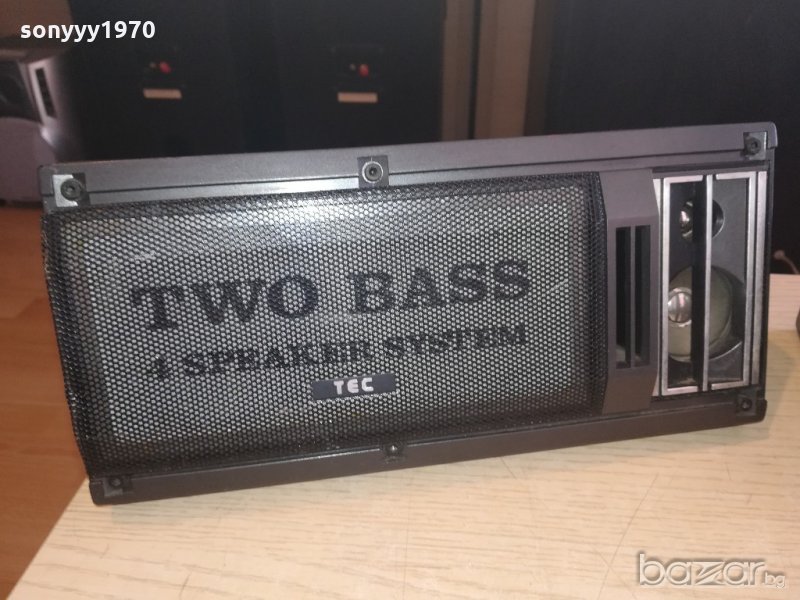 sonyyy1970
TWO BASS
4 SPEAKER SYSTEM
TEC
bazar.bg